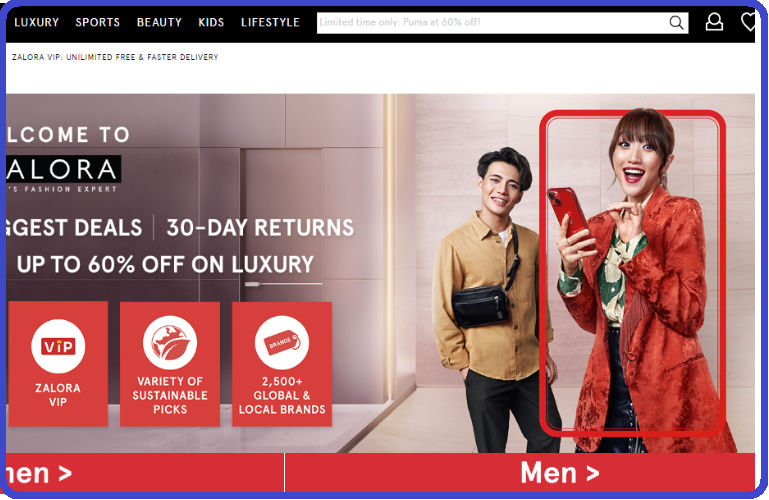 LUXURY SPORTS BEAUTY KIDS LIFESTYLE Limited time only: Puma at 60% off!
ZALORA VIP: UNILIMITED FREE & FASTER DELIVERY
LCOME TO
ALORA
'S FASHION EXPERT
GGEST DEALS | 30-DAY RETURNS
UP TO 60% OFF ON LUXURY
ViP
ZALORA
VIP
VARIETY OF
SUSTAINABLE
PICKS
BRANDS
2,500+
GLOBAL &
LOCAL BRANDS
men >
Men >